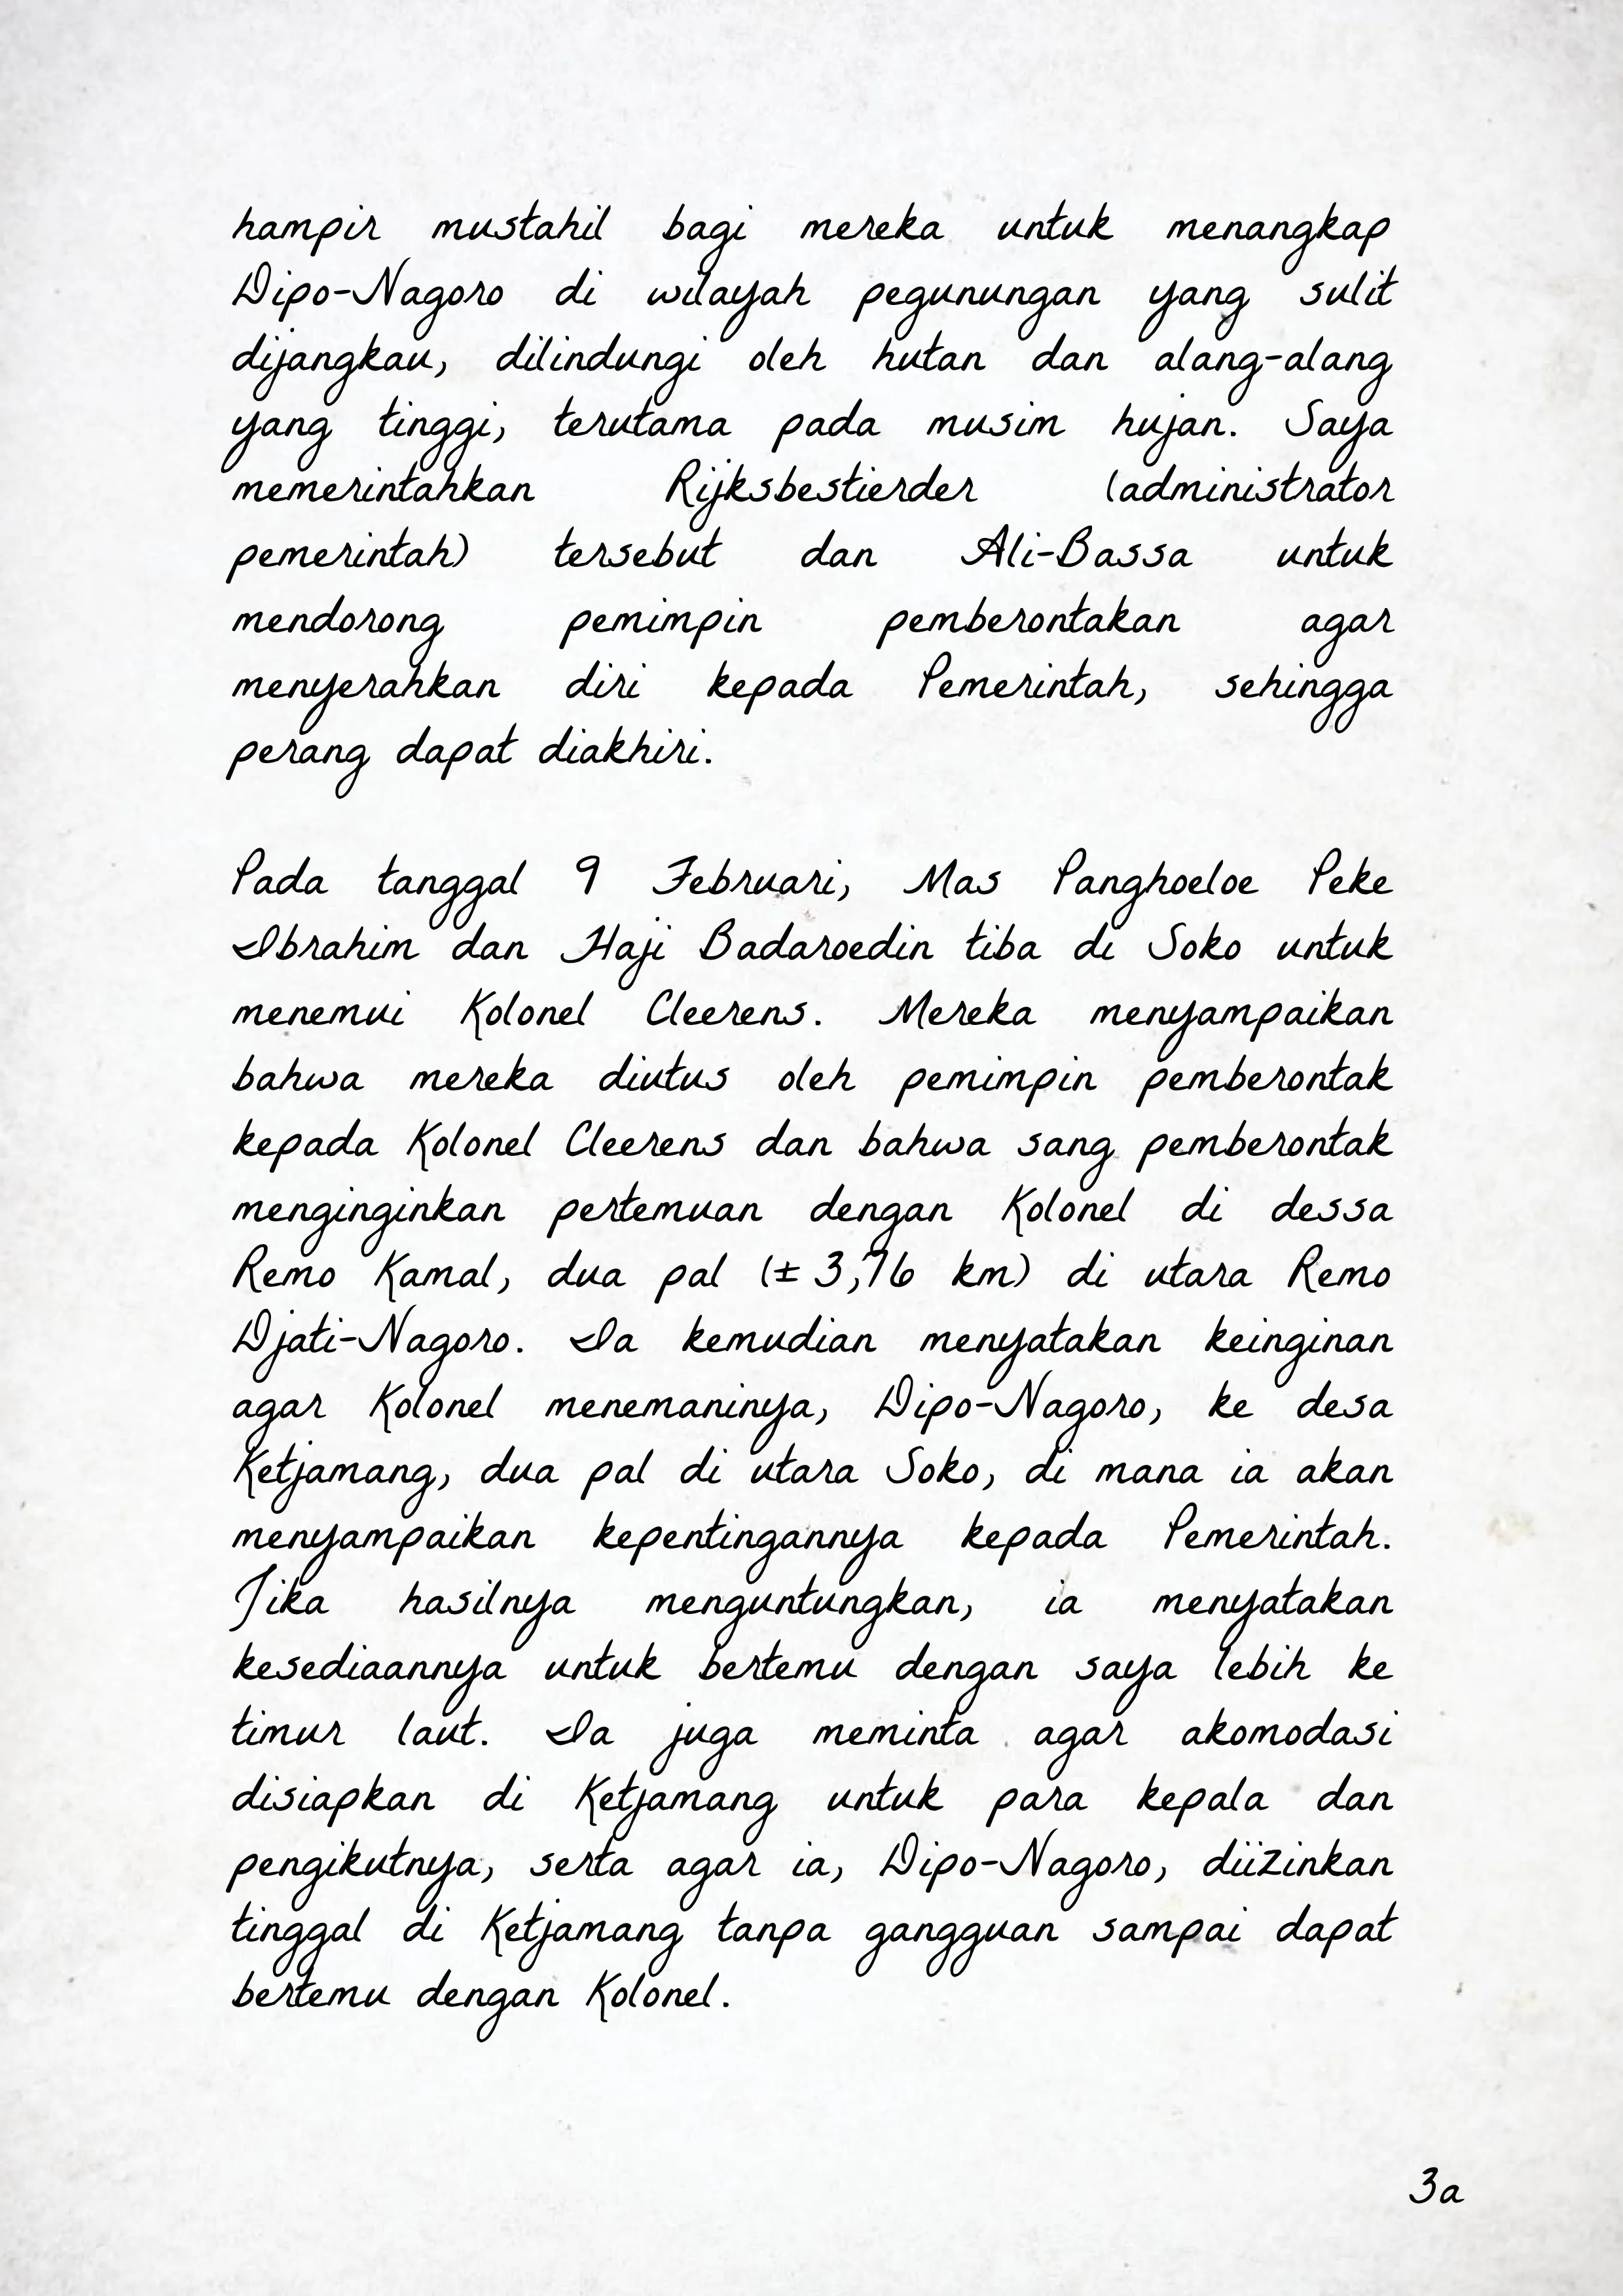 hampir mustahil bagi mereka untuk menangkap
Dipo-Nagoro di wilayah pegunungan yang sulit
dijangkau, dilindungi oleh hutan dan alang-alang
yang tinggi, terutama pada musim hujan. Saya
memerintahkan Rijksbestierder (administrator
pemerintah) tersebut dan Ali-Bassa untuk
mendorong pemimpin pemberontakan agar
menyerahkan diri kepada Pemerintah, sehingga
perang dapat diakhiri.

Pada tanggal 9 Februari, Mas Panghoeloe Peke
Ibrahim dan Haji Badaroedin tiba di Soko untuk
menemui Kolonel Cleerens. Mereka menyampaikan
bahwa mereka diutus oleh pemimpin pemberontak
kepada Kolonel Cleerens dan bahwa sang pemberontak
menginginkan pertemuan dengan Kolonel di dessa
Remo Kamal, dua pal (± 3,76 km) di utara Remo
Djati-Nagoro. Ia kemudian menyatakan keinginan
agar Kolonel menemaninya, Dipo-Nagoro, ke desa
Ketjamang, dua pal di utara Soko, di mana ia akan
menyampaikan kepentingannya kepada Pemerintah.
Jika hasilnya menguntungkan, ia menyatakan
kesediaannya untuk bertemu dengan saya lebih ke
timur laut. Ia juga meminta agar akomodasi
disiapkan di Ketjamang untuk para kepala dan
pengikutnya, serta agar ia, Dipo-Nagoro, diizinkan
tinggal di Ketjamang tanpa gangguan sampai dapat
bertemu dengan Kolonel.

3a